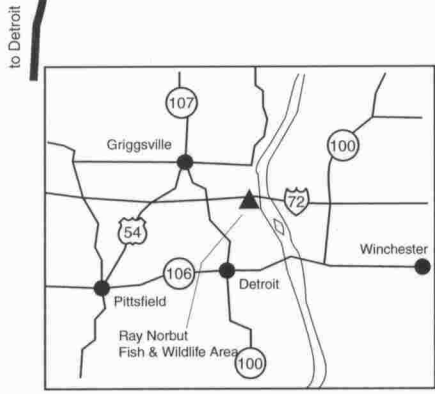 to Detroit
107
Griggsville
100
72
54
Winchester
106
Detroit
Pittsfield
Ray Norbut
Fish & Wildlife Area
100